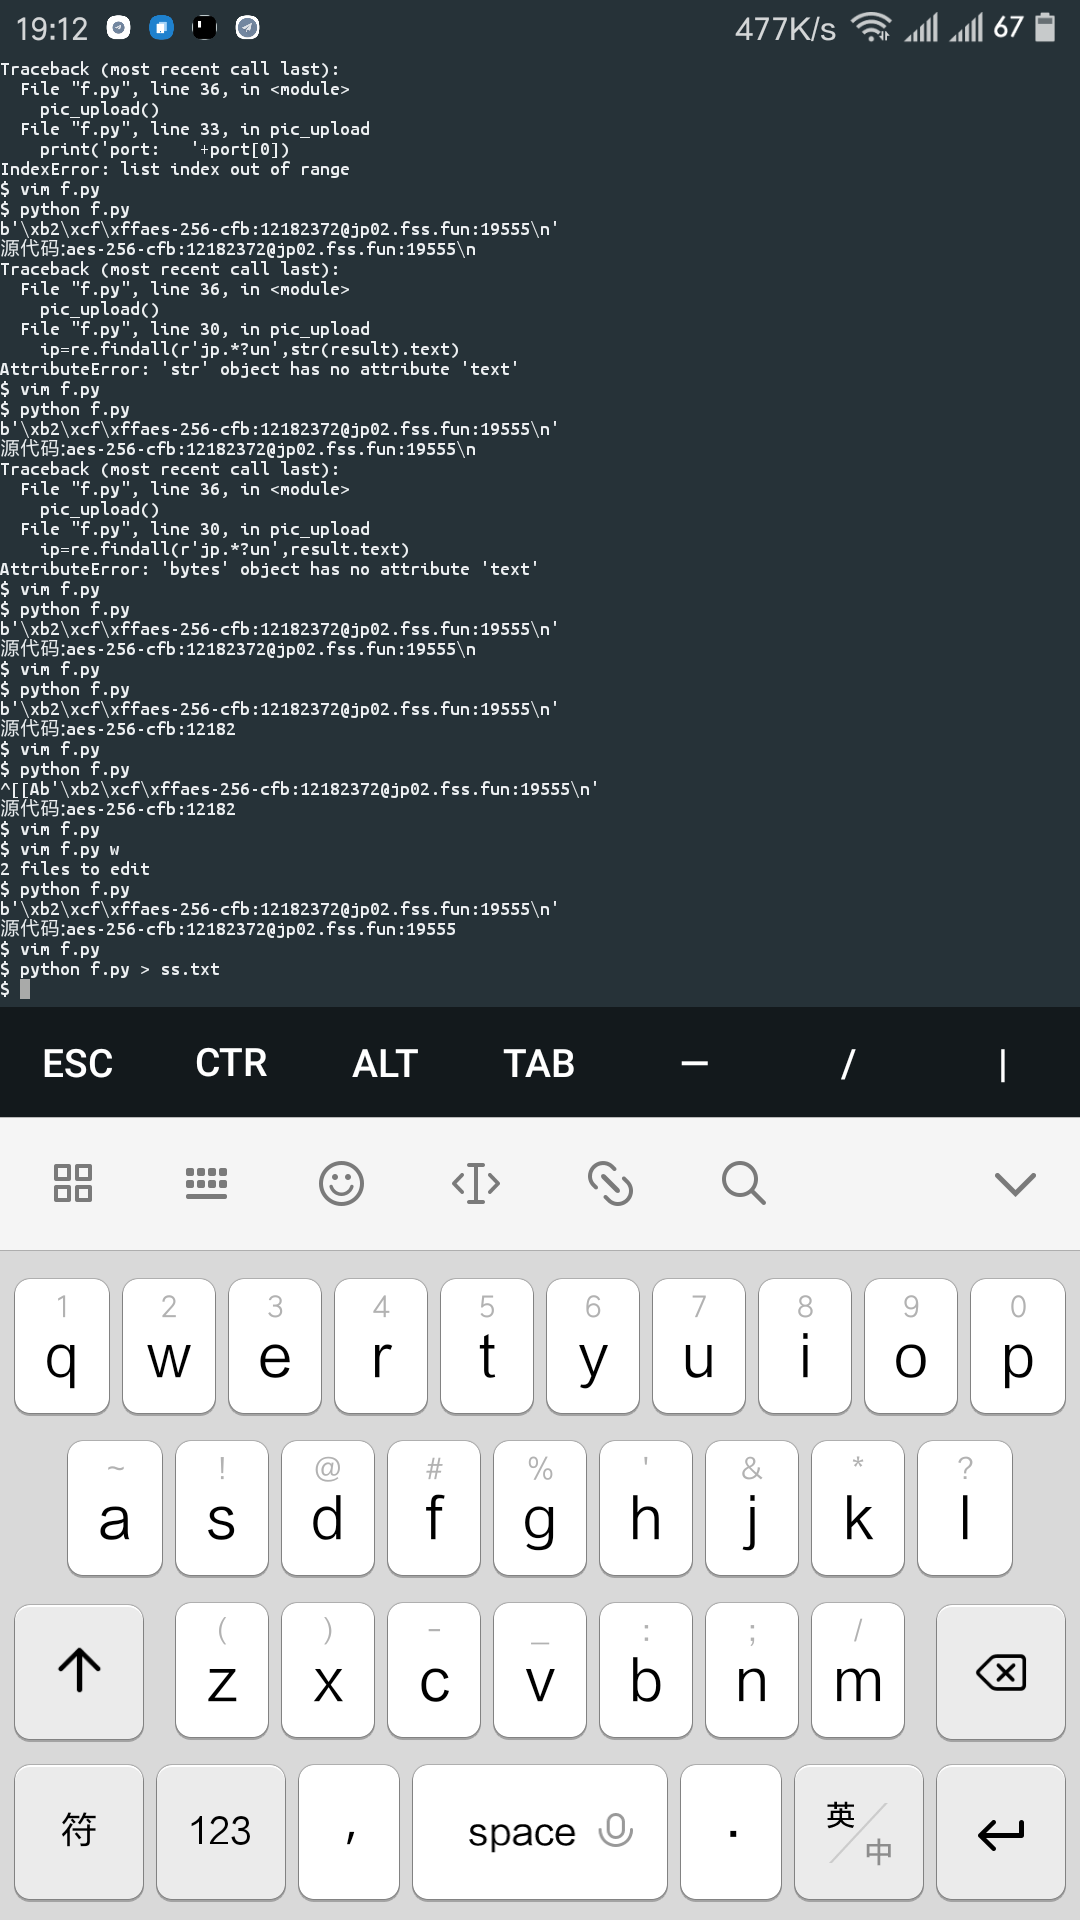 19:12
477K/s
67
Traceback (most recent call last):
  File "f.py", line 36, in <module>
    pic_upload()
  File "f.py", line 33, in pic_upload
    print('port:   '+port[0])
IndexError: list index out of range
$ vim f.py
$ python f.py
b'\xb2\xcf\xffaes-256-cfb:12182372@jp02.fss.fun:19555\n'
源代码:aes-256-cfb:12182372@jp02.fss.fun:19555\n
Traceback (most recent call last):
  File "f.py", line 36, in <module>
    pic_upload()
  File "f.py", line 30, in pic_upload
    ip=re.findall(r'jp.*?un',str(result).text)
AttributeError: 'str' object has no attribute 'text'
$ vim f.py
$ python f.py
b'\xb2\xcf\xffaes-256-cfb:12182372@jp02.fss.fun:19555\n'
源代码:aes-256-cfb:12182372@jp02.fss.fun:19555\n
Traceback (most recent call last):
  File "f.py", line 36, in <module>
    pic_upload()
  File "f.py", line 30, in pic_upload
    ip=re.findall(r'jp.*?un',result.text)
AttributeError: 'bytes' object has no attribute 'text'
$ vim f.py
$ python f.py
b'\xb2\xcf\xffaes-256-cfb:12182372@jp02.fss.fun:19555\n'
源代码:aes-256-cfb:12182372@jp02.fss.fun:19555\n
$ vim f.py
$ python f.py
b'\xb2\xcf\xffaes-256-cfb:12182372@jp02.fss.fun:19555\n'
源代码:aes-256-cfb:12182
$ vim f.py
$ python f.py
^[[Ab'\xb2\xcf\xffaes-256-cfb:12182372@jp02.fss.fun:19555\n'
源代码:aes-256-cfb:12182
$ vim f.py
$ vim f.py w
2 files to edit
$ python f.py
b'\xb2\xcf\xffaes-256-cfb:12182372@jp02.fss.fun:19555\n'
源代码:aes-256-cfb:12182372@jp02.fss.fun:19555
$ vim f.py
$ python f.py > ss.txt
$
ESC CTR ALT TAB — / |
1 2 3 4 5 6 7 8 9 0
q w e r t y u i o p
~ ! @ # % ' & * ?
a s d f g h j k l
( ) - _ : ; /
z x c v b n m
符 123 , space . 英/中